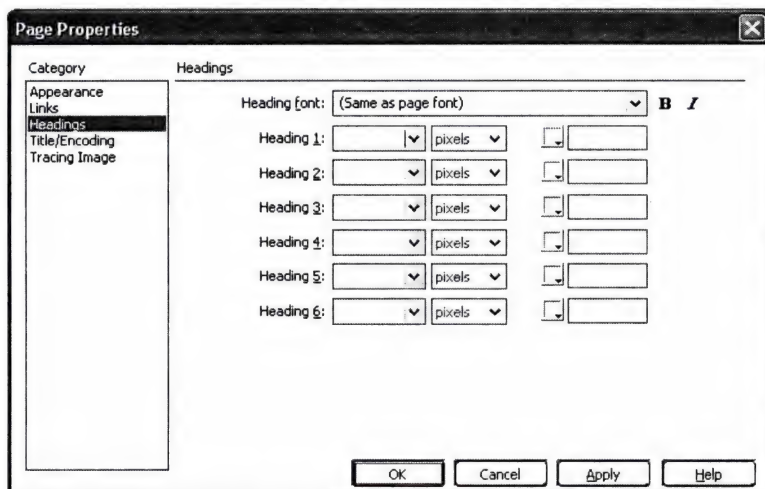 Page Properties
Category
Headings
Appearance
Links
Headings
Title/Encoding
Tracing Image
Heading font: (Same as page font) B I
Heading 1: pixels
Heading 2: pixels
Heading 3: pixels
Heading 4: pixels
Heading 5: pixels
Heading 6: pixels
OK Cancel Apply Help